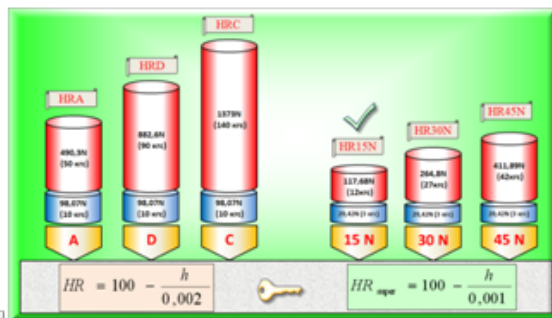 HRC
HRD
HRA
1373N
(140 кгс)
882,6N
(90 кгс)
490,3N
(50 кгс)
HR15N
HR30N
HR45N
117,68N
(12кгс)
264,8N
(27кгс)
411,89N
(42кгс)
98,07N
(10 кгс)
98,07N
(10 кгс)
98,07N
(10 кгс)
29,42N (3 кгс)
29,42N (3 кгс)
29,42N (3 кгс)
A
D
C
15 N
30 N
45 N
HR = 100 - h / 0,002
HR = 100 - h / 0,001